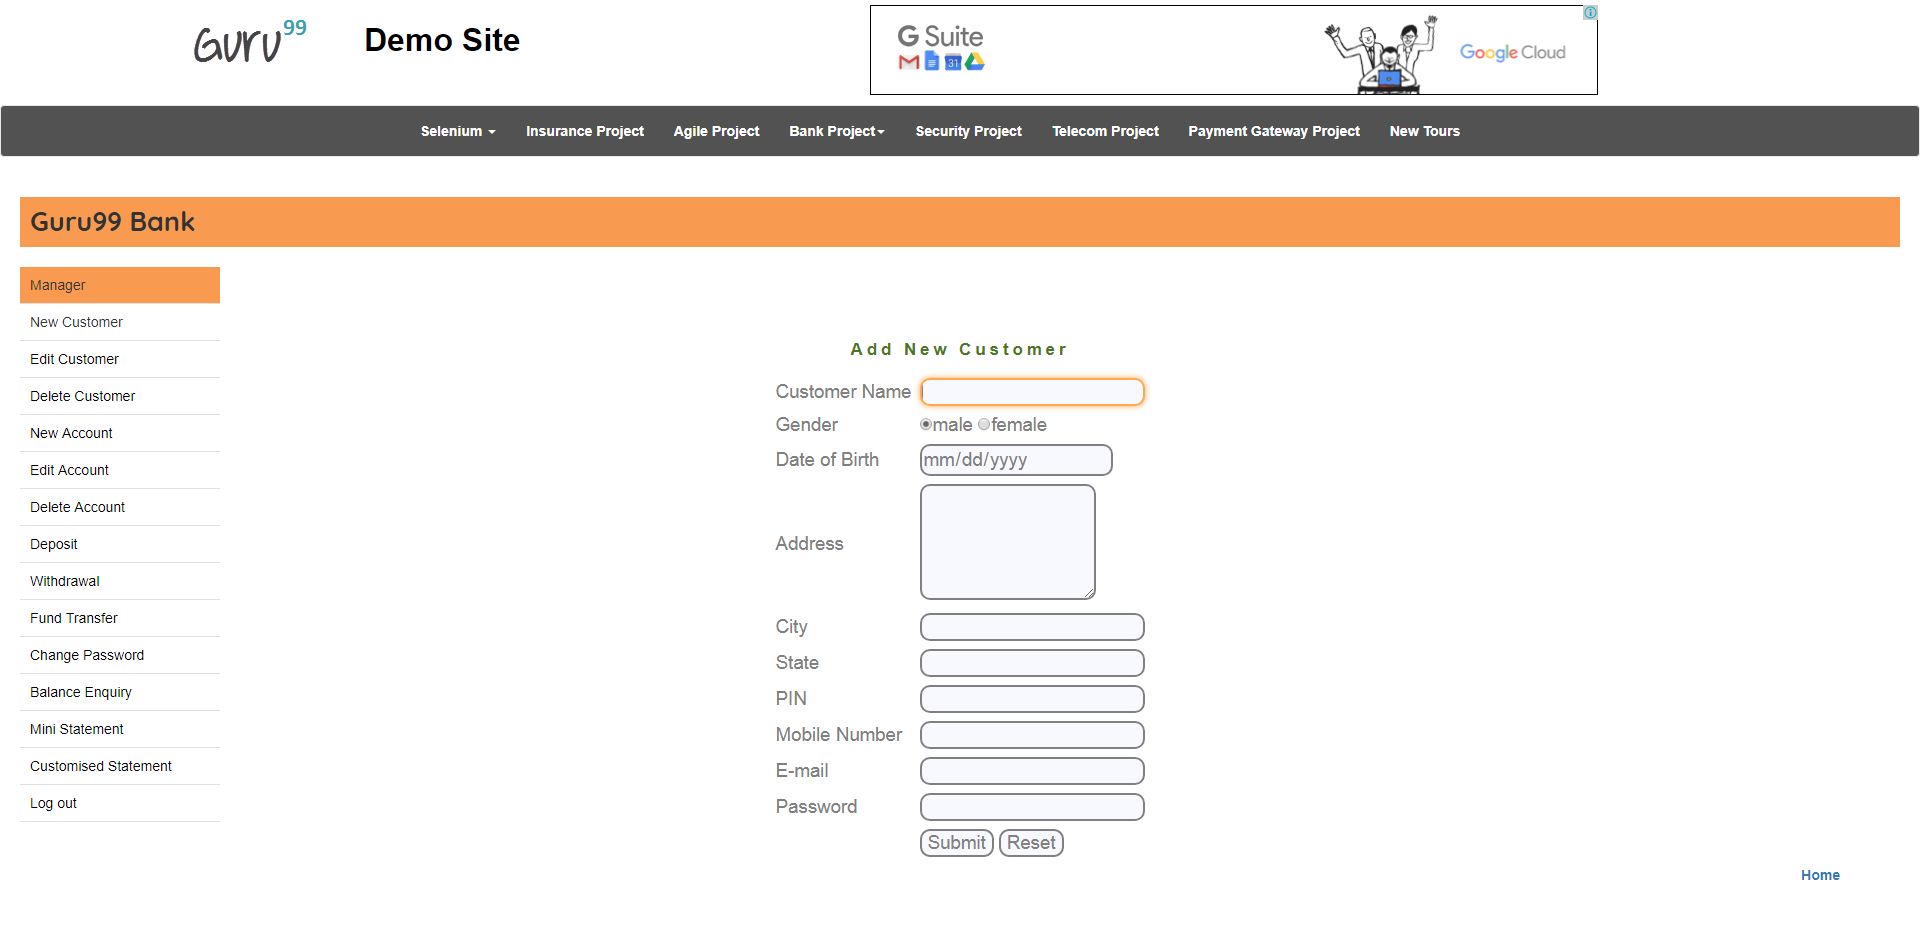 Guru99
Demo Site
G Suite
31
Google Cloud
Selenium
Insurance Project
Agile Project
Bank Project
Security Project
Telecom Project
Payment Gateway Project
New Tours
Guru99 Bank
Manager
New Customer
Edit Customer
Delete Customer
New Account
Edit Account
Delete Account
Deposit
Withdrawal
Fund Transfer
Change Password
Balance Enquiry
Mini Statement
Customised Statement
Log out
Add New Customer
Customer Name
Gender
male female
Date of Birth
mm/dd/yyyy
Address
City
State
PIN
Mobile Number
E-mail
Password
Submit Reset
Home